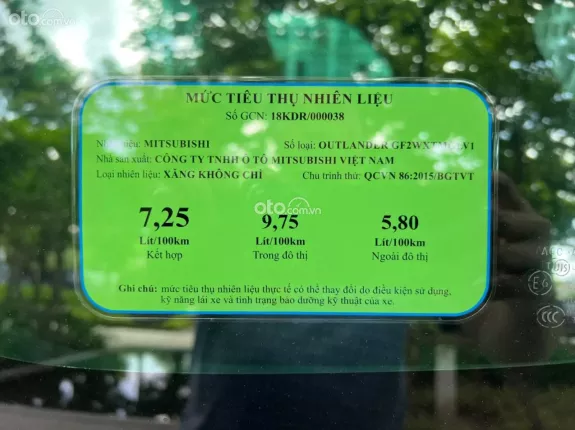 oto.com.vn
MỨC TIÊU THỤ NHIÊN LIỆU
Số GCN: 18KDR/000038
MITSUBISHI Số loại: OUTLANDER
Nhà sản xuất: CÔNG TY TNHH Ô TÔ MITSUBISHI VIỆT NAM
Loại nhiên liệu: XĂNG KHÔNG CHÌ Chu trình thử: QCVN 86:2015/BGTVT
7,25 9,75 5,80
oto.com.vn
Lít/100km Lít/100km Lít/100km
Kết hợp Trong đô thị Ngoài đô thị
Ghi chú: mức tiêu thụ nhiên liệu thực tế có thể thay đổi do điều kiện sử dụng,
kỹ năng lái xe và tình trạng bảo dưỡng kỹ thuật của xe.